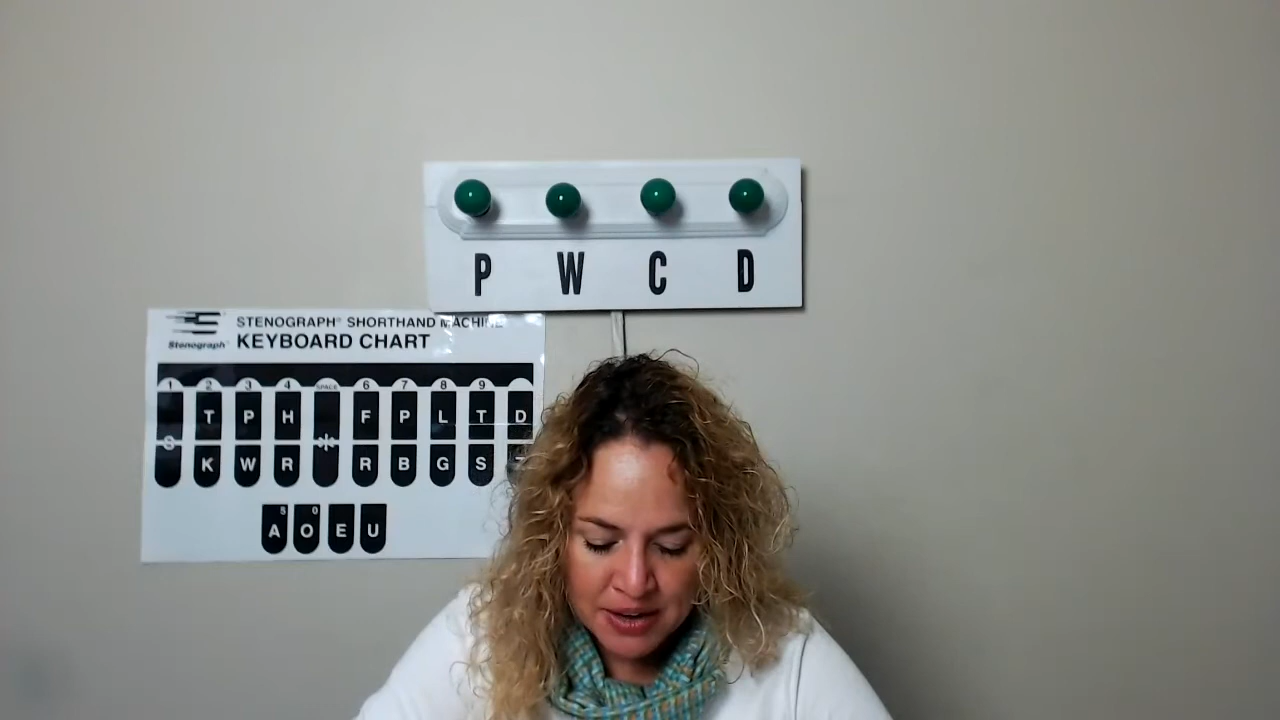 P W C D
STENOGRAPH® SHORTHAND MACHINE
Stenograph®
KEYBOARD CHART
1 2 3 4 SPACE 6 7 8 9
T P H F P L T D
S *
K W R R B G S
5 0
A O E U